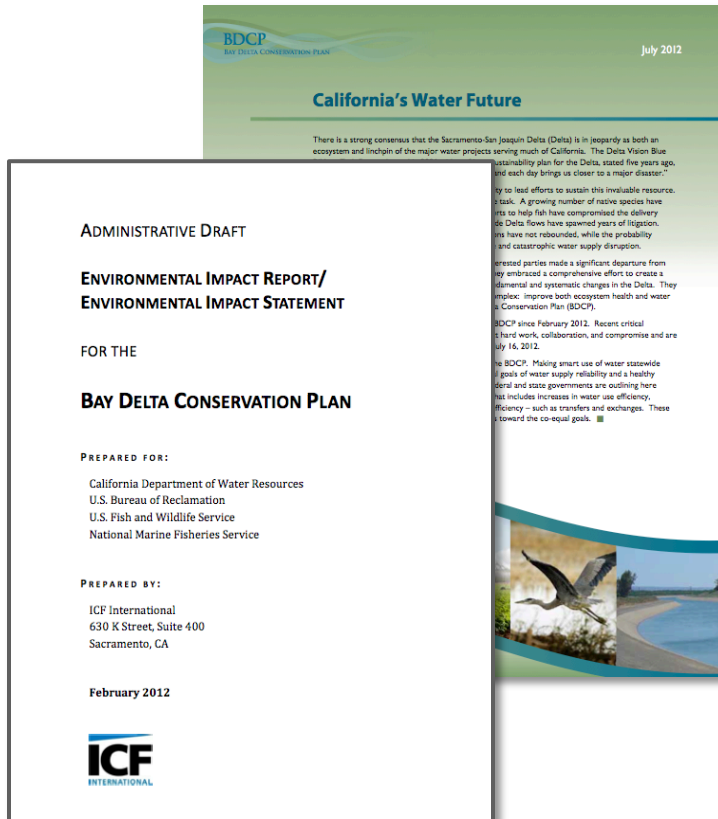 BDCP
BAY DELTA CONSERVATION PLAN
July 2012
California's Water Future
There is a strong consensus that the Sacramento-San Joaquin Delta (Delta) is in jeopardy as both an
ecosystem and linchpin of the major water projects serving much of California. The Delta Vision Blue
ustainability plan for the Delta, stated five years ago,
nd each day brings us closer to a major disaster."
ty to lead efforts to sustain this invaluable resource.
e task. A growing number of native species have
rts to help fish have compromised the delivery
de Delta flows have spawned years of litigation.
ns have not rebounded, while the probability
and catastrophic water supply disruption.
erested parties made a significant departure from
ey embraced a comprehensive effort to create a
damental and systematic changes in the Delta. They
mplex: improve both ecosystem health and water
a Conservation Plan (BDCP).
BDCP since February 2012. Recent critical
t hard work, collaboration, and compromise and are
uly 16, 2012.
he BDCP. Making smart use of water statewide
l goals of water supply reliability and a healthy
deral and state governments are outlining here
hat includes increases in water use efficiency,
fficiency – such as transfers and exchanges. These
s toward the co-equal goals.
ADMINISTRATIVE DRAFT
ENVIRONMENTAL IMPACT REPORT/
ENVIRONMENTAL IMPACT STATEMENT
FOR THE
BAY DELTA CONSERVATION PLAN
PREPARED FOR:
California Department of Water Resources
U.S. Bureau of Reclamation
U.S. Fish and Wildlife Service
National Marine Fisheries Service
PREPARED BY:
ICF International
630 K Street, Suite 400
Sacramento, CA
February 2012
ICF
INTERNATIONAL